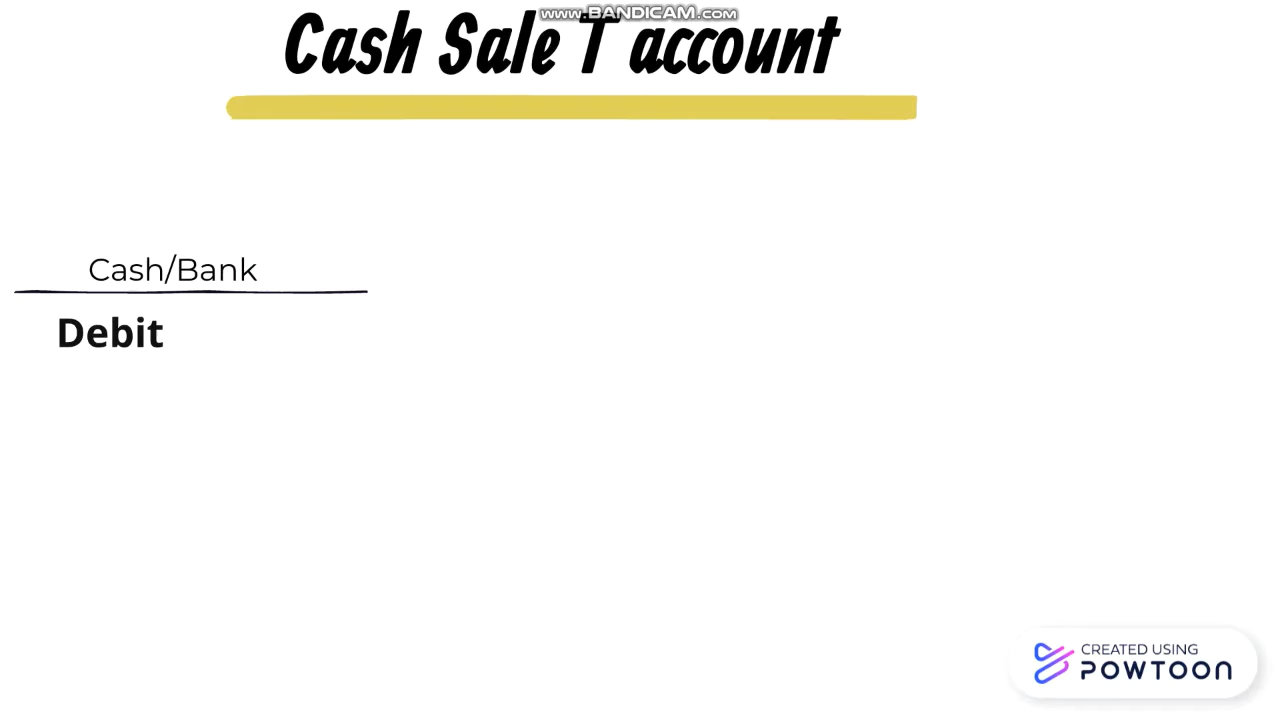 www.BANDICAM.com
Cash Sale T account
Cash/Bank
Debit
CREATED USING
POWTOON